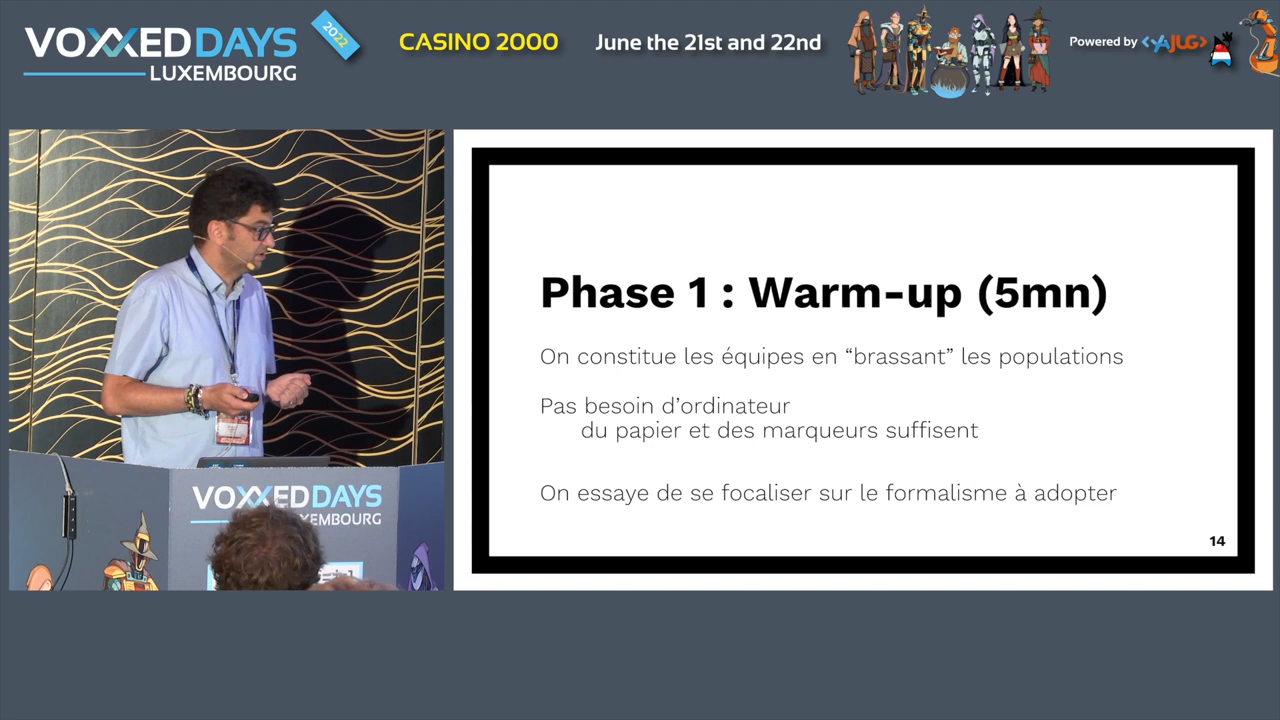 VOXXEDDAYS
LUXEMBOURG
2022
CASINO 2000
June the 21st and 22nd
Powered by <YAJUG>
Phase 1 : Warm-up (5mn)
On constitue les équipes en “brassant” les populations
Pas besoin d’ordinateur
du papier et des marqueurs suffisent
On essaye de se focaliser sur le formalisme à adopter
14
VOXXEDDAYS
EMBOURG